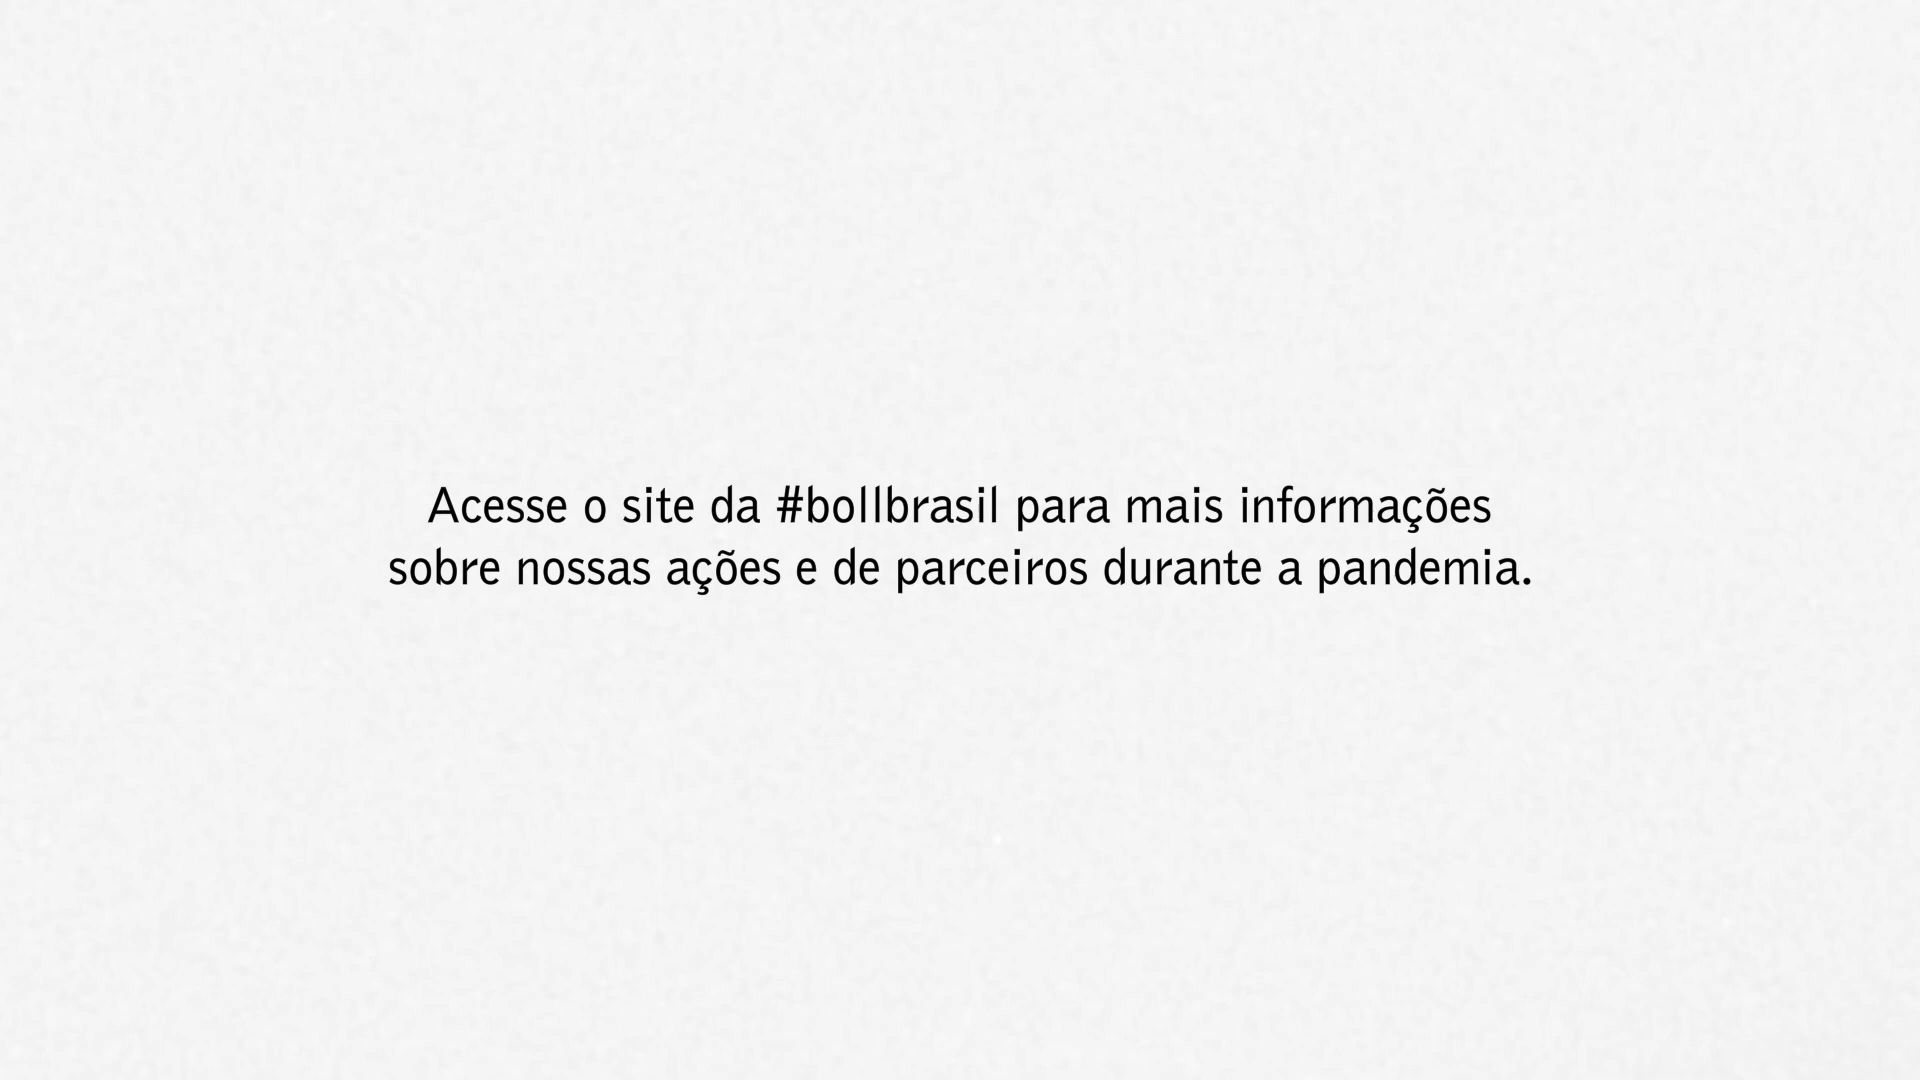 Acesse o site da #bollbrasil para mais informações
sobre nossas ações e de parceiros durante a pandemia.